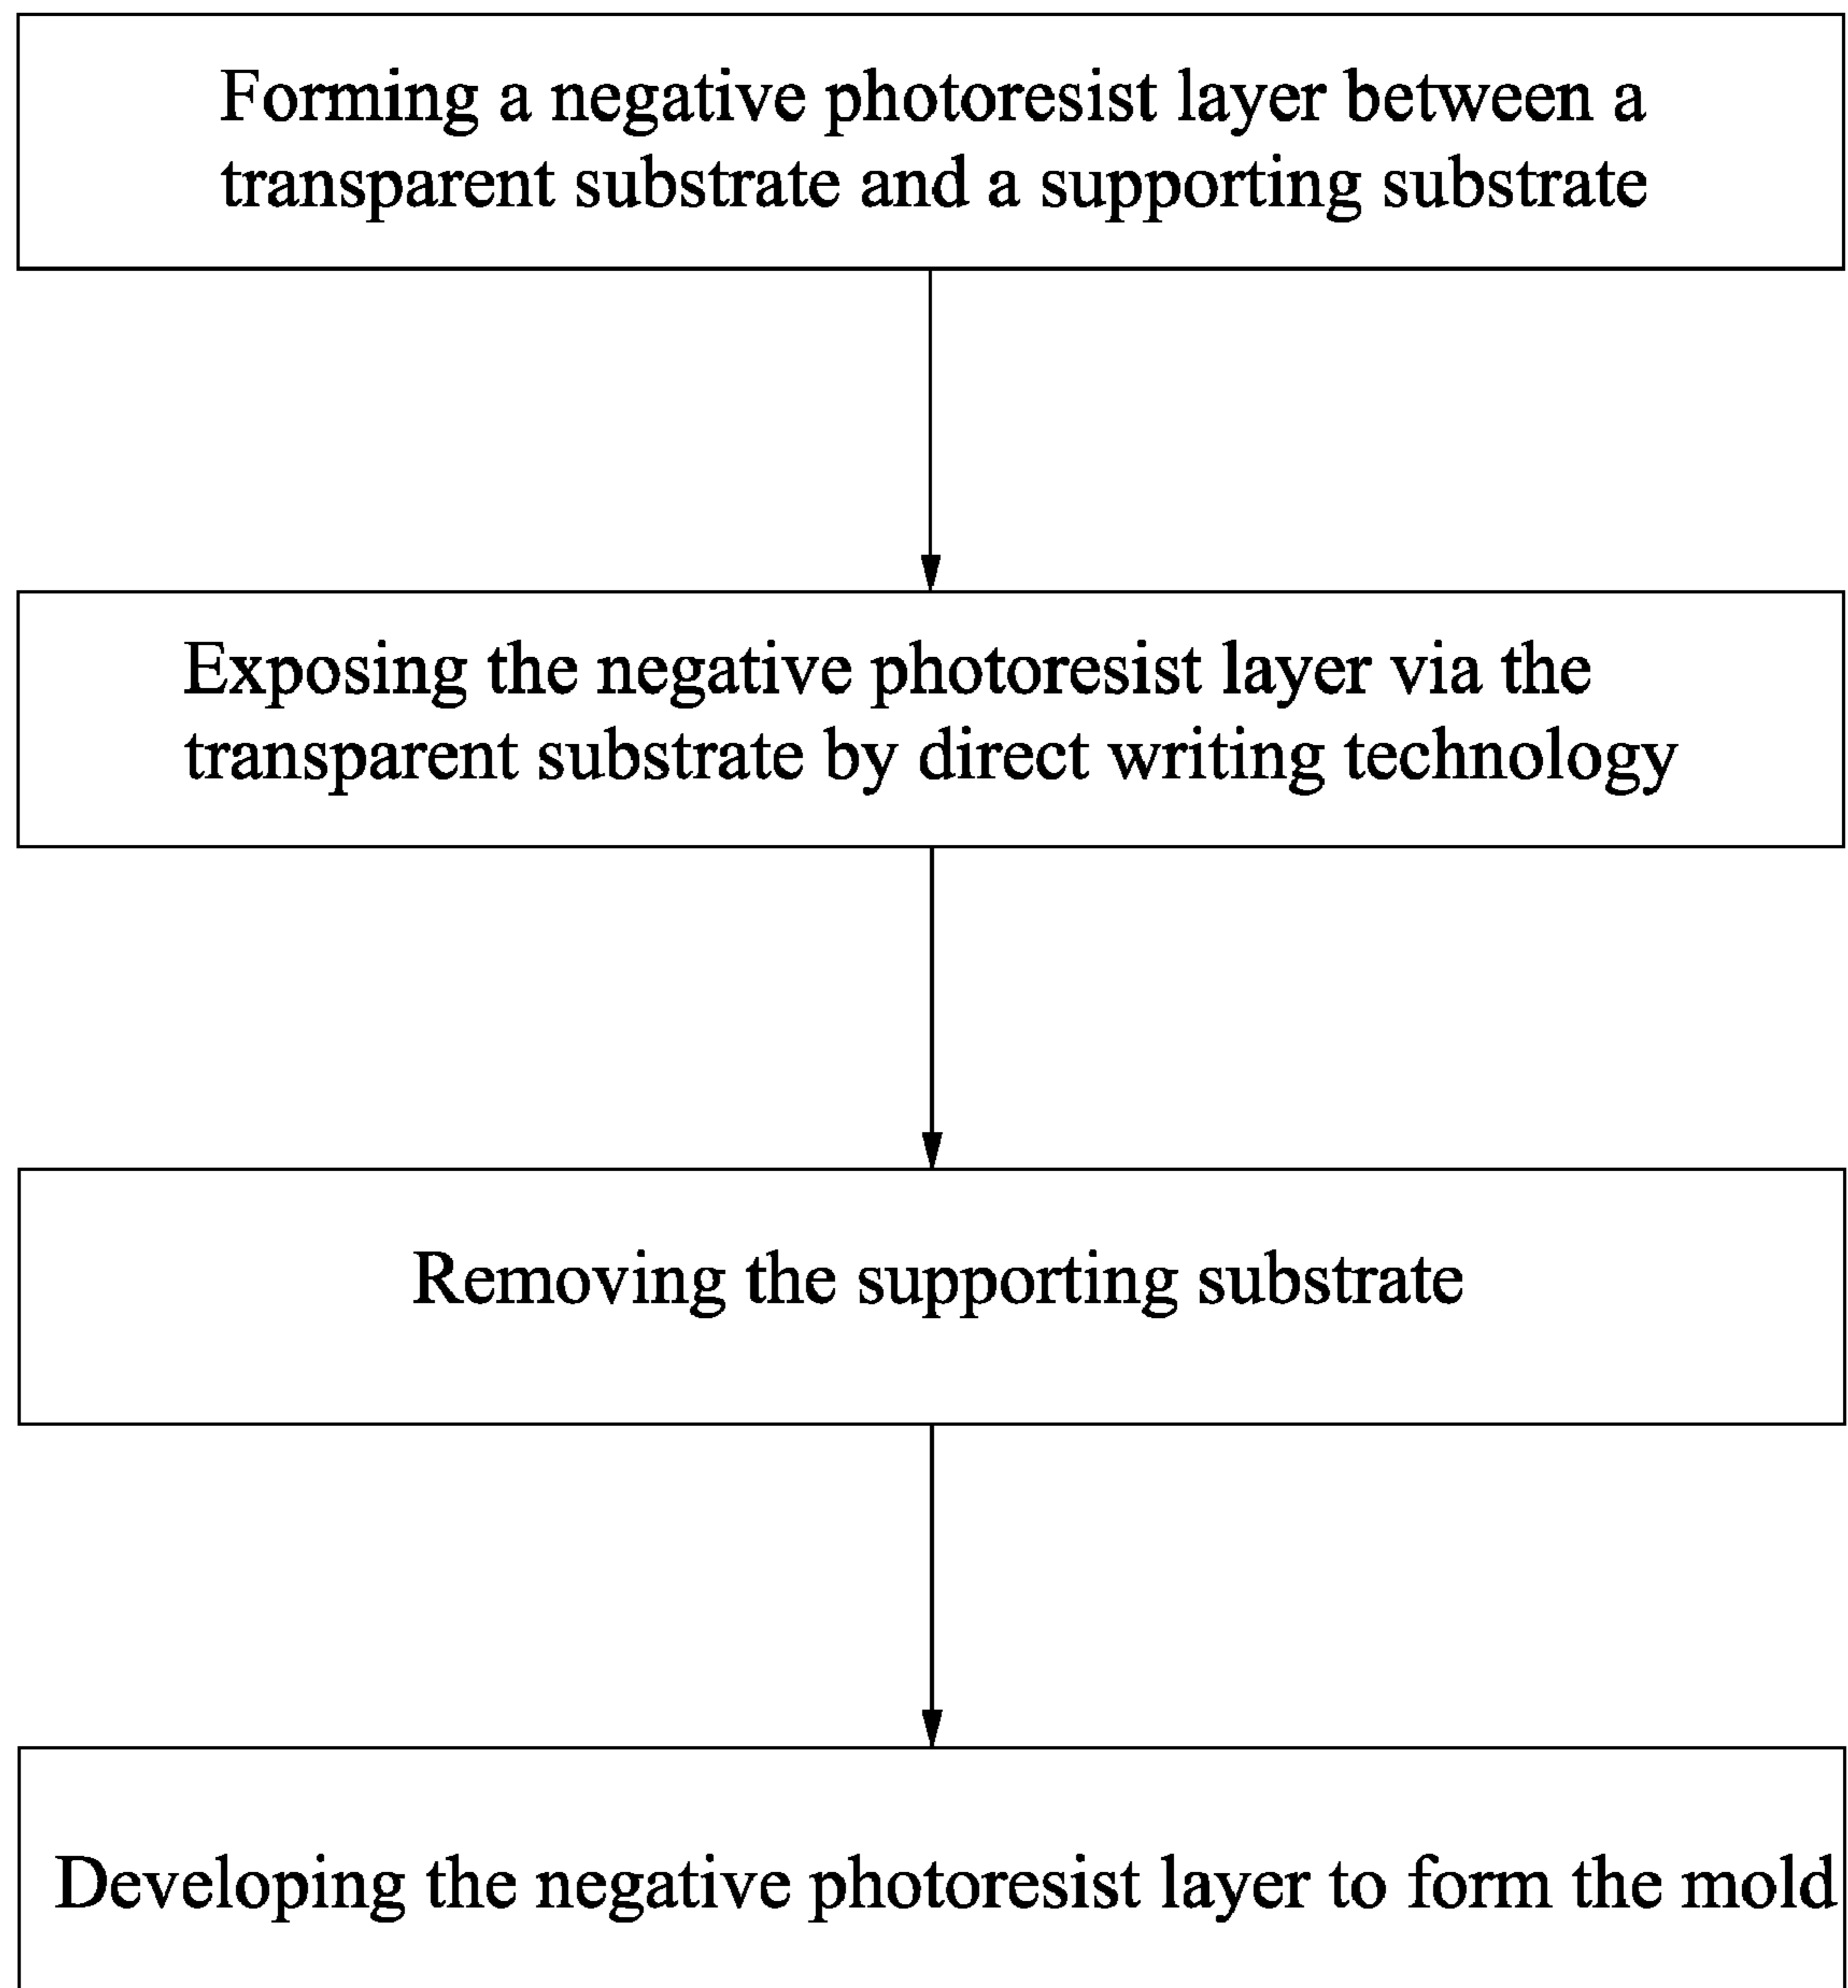 Forming a negative photoresist layer between a
transparent substrate and a supporting substrate
Exposing the negative photoresist layer via the
transparent substrate by direct writing technology
Removing the supporting substrate
Developing the negative photoresist layer to form the mold